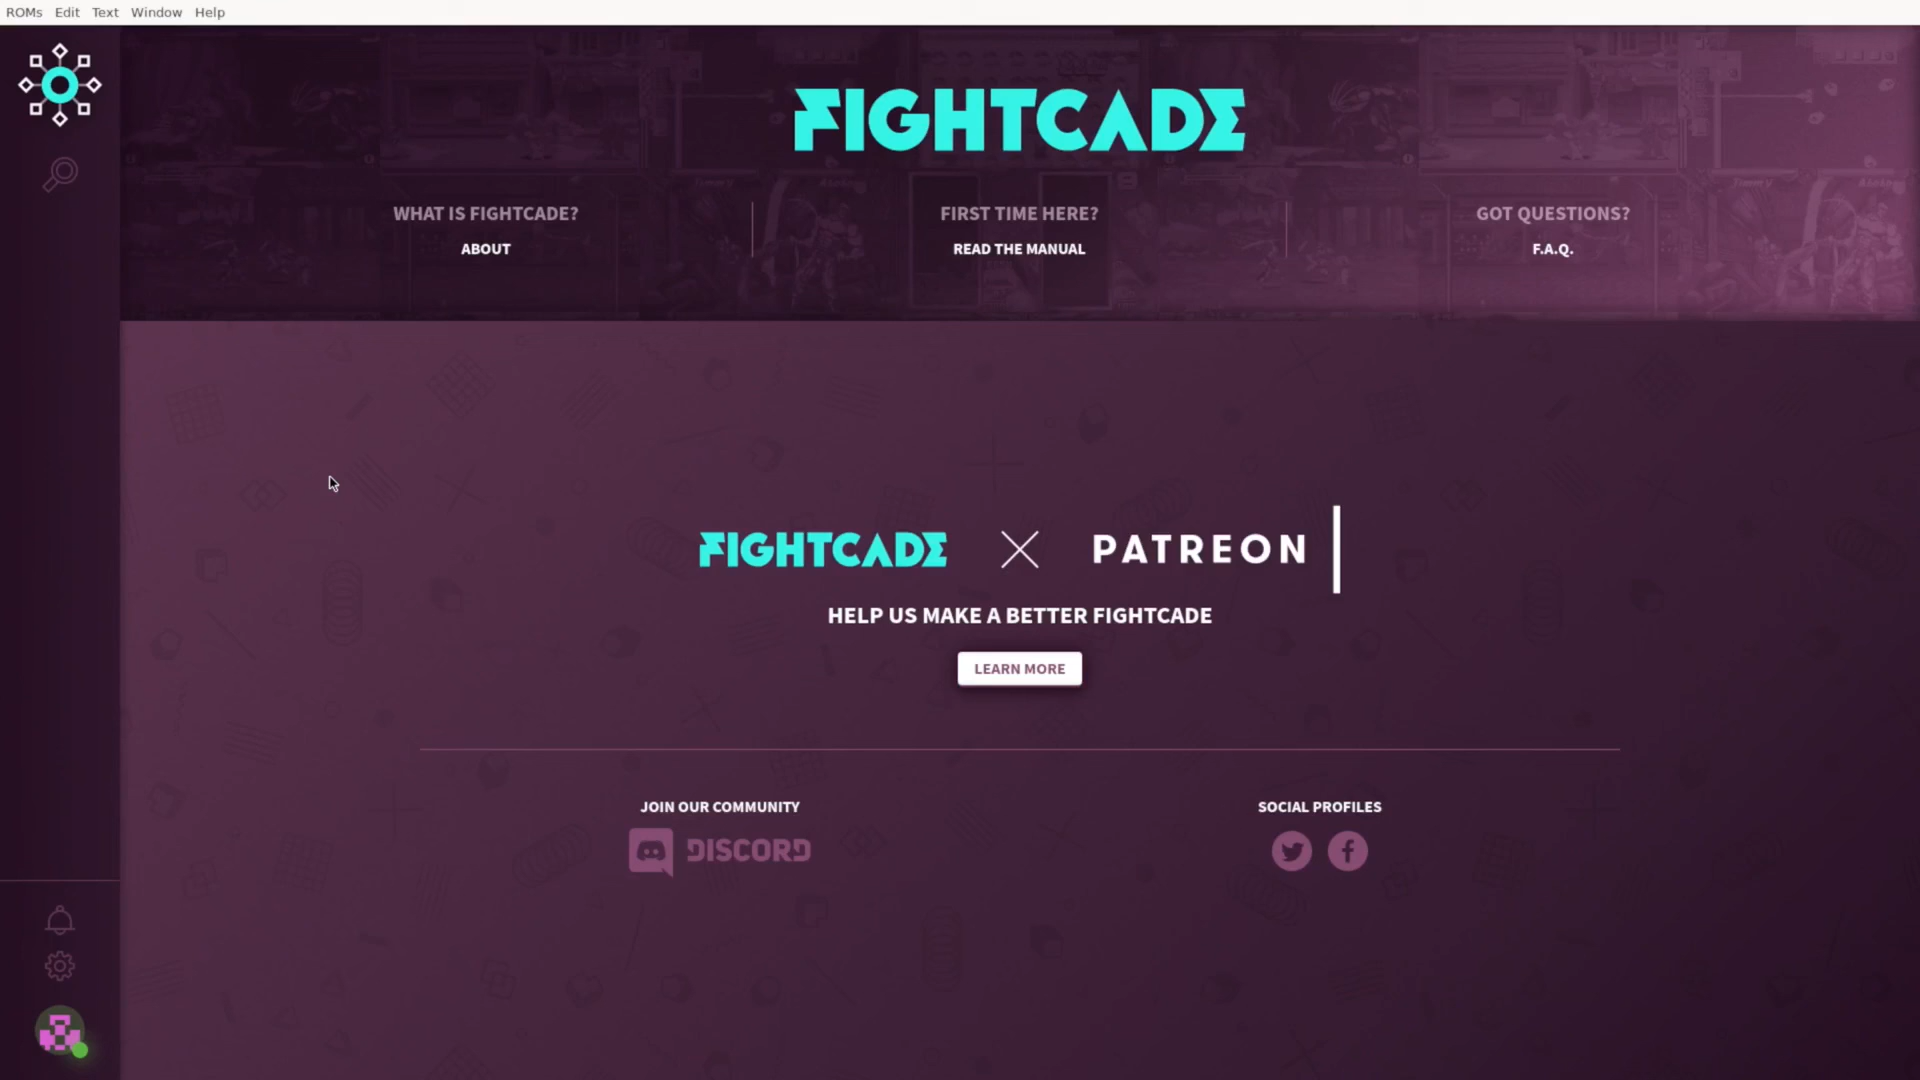 ROMs Edit Text Window Help
FIGHTCADE
WHAT IS FIGHTCADE?
ABOUT
FIRST TIME HERE?
READ THE MANUAL
GOT QUESTIONS?
F.A.Q.
FIGHTCADE
PATREON
HELP US MAKE A BETTER FIGHTCADE
LEARN MORE
JOIN OUR COMMUNITY
DISCORD
SOCIAL PROFILES